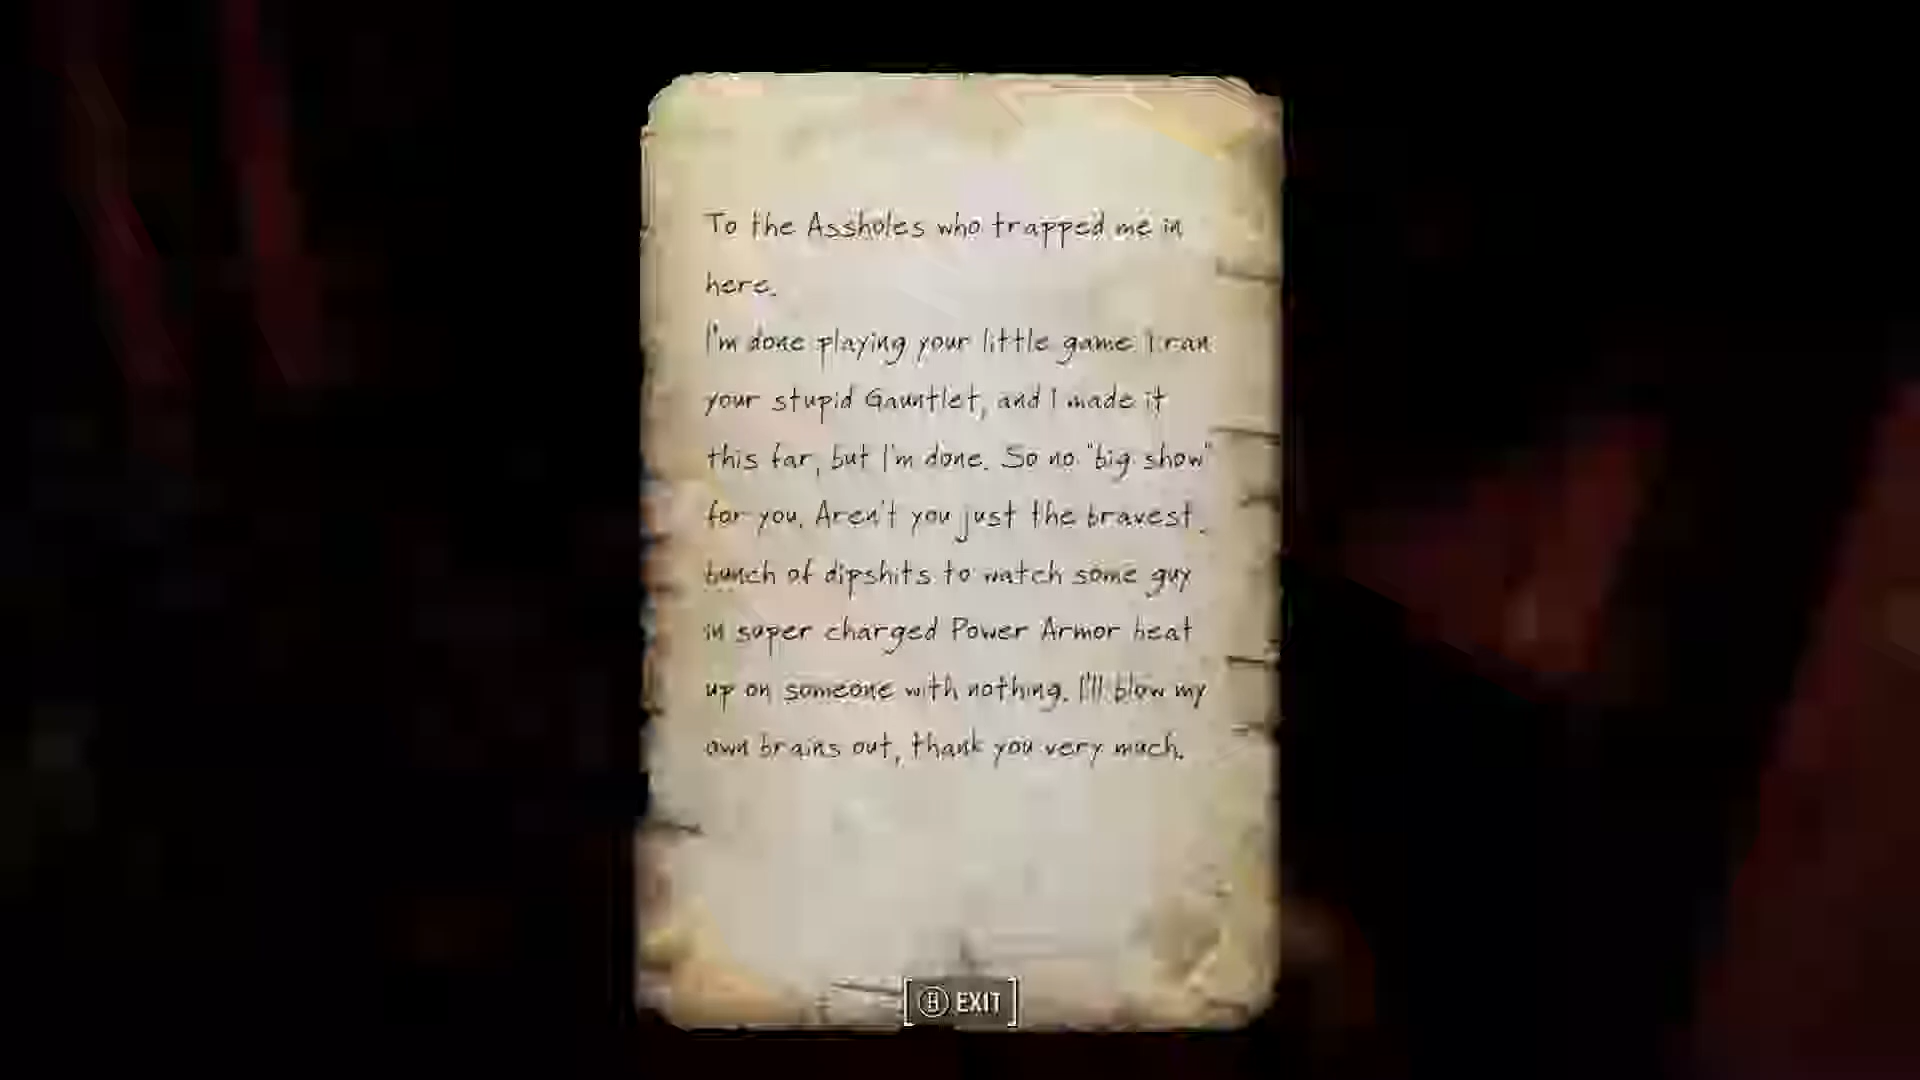 To the Assholes who trapped me in
here.
I'm done playing your little game. I ran
your stupid Gauntlet, and I made it
this far, but I'm done. So no "big show"
for you. Aren't you just the bravest
bunch of dipshits to watch some guy
in super charged Power Armor beat
up on someone with nothing. I'll blow my
own brains out, thank you very much.
EXIT